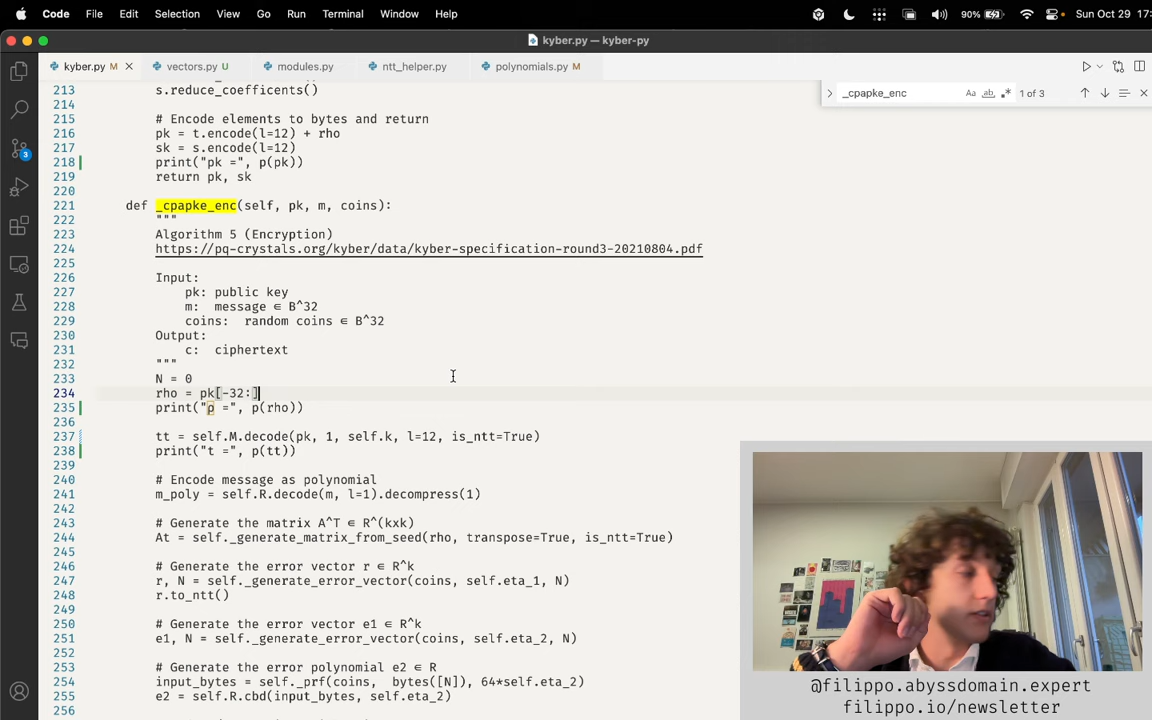 Code File Edit Selection View Go Run Terminal Window Help 90% Sun Oct 29 17:
kyber.py — kyber-py
kyber.py M vectors.py U modules.py ntt_helper.py polynomials.py M
_cpapke_enc Aa ab 1 of 3
3
213 s.reduce_coefficents()
214
215 # Encode elements to bytes and return
216 pk = t.encode(l=12) + rho
217 sk = s.encode(l=12)
218 print("pk =", p(pk))
219 return pk, sk
220
221 def _cpapke_enc(self, pk, m, coins):
222 """
223 Algorithm 5 (Encryption)
224 https://pq-crystals.org/kyber/data/kyber-specification-round3-20210804.pdf
225
226 Input:
227 pk: public key
228 m: message ∈ B^32
229 coins: random coins ∈ B^32
230 Output:
231 c: ciphertext
232 """
233 N = 0
234 rho = pk[-32:]
235 print("ρ =", p(rho))
236
237 tt = self.M.decode(pk, 1, self.k, l=12, is_ntt=True)
238 print("t =", p(tt))
239
240 # Encode message as polynomial
241 m_poly = self.R.decode(m, l=1).decompress(1)
242
243 # Generate the matrix A^T ∈ R^(kxk)
244 At = self._generate_matrix_from_seed(rho, transpose=True, is_ntt=True)
245
246 # Generate the error vector r ∈ R^k
247 r, N = self._generate_error_vector(coins, self.eta_1, N)
248 r.to_ntt()
249
250 # Generate the error vector e1 ∈ R^k
251 e1, N = self._generate_error_vector(coins, self.eta_2, N)
252
253 # Generate the error polynomial e2 ∈ R
254 input_bytes = self._prf(coins, bytes([N]), 64*self.eta_2)
255 e2 = self.R.cbd(input_bytes, self.eta_2)
256
@filippo.abyssdomain.expert
filippo.io/newsletter